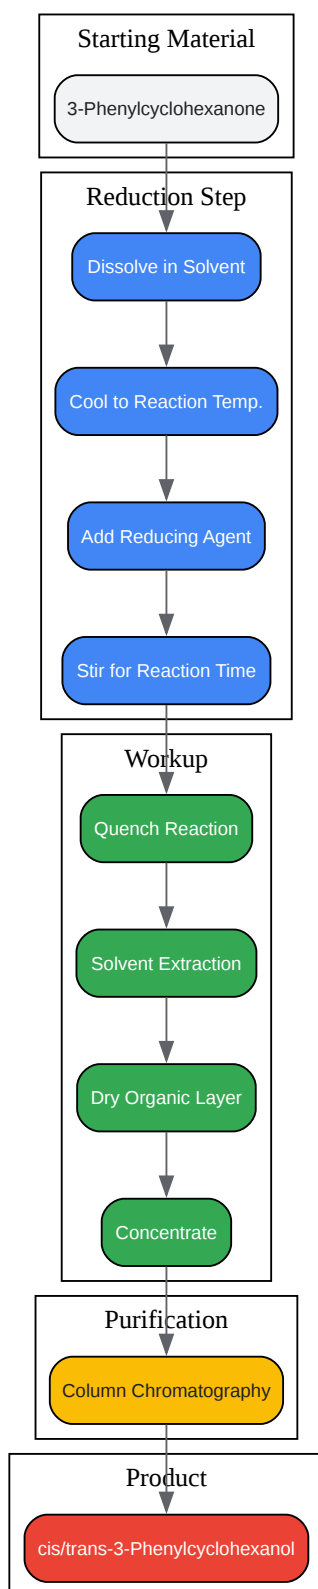 Starting Material
3-Phenylcyclohexanone
Reduction Step
Dissolve in Solvent
Cool to Reaction Temp.
Add Reducing Agent
Stir for Reaction Time
Workup
Quench Reaction
Solvent Extraction
Dry Organic Layer
Concentrate
Purification
Column Chromatography
Product
cis/trans-3-Phenylcyclohexanol